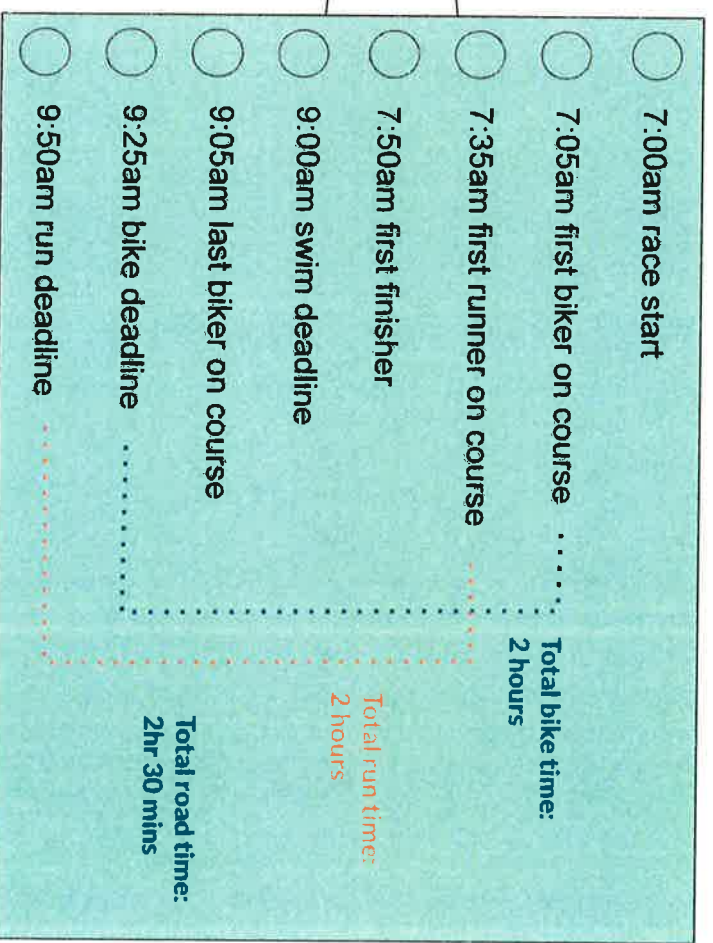 7:00am race start
7:05am first biker on course
7:35am first runner on course
7:50am first finisher
9:00am swim deadline
9:05am last biker on course
9:25am bike deadline
9:50am run deadline
Total bike time:
2 hours
Total run time:
2 hours
Total road time:
2hr 30 mins